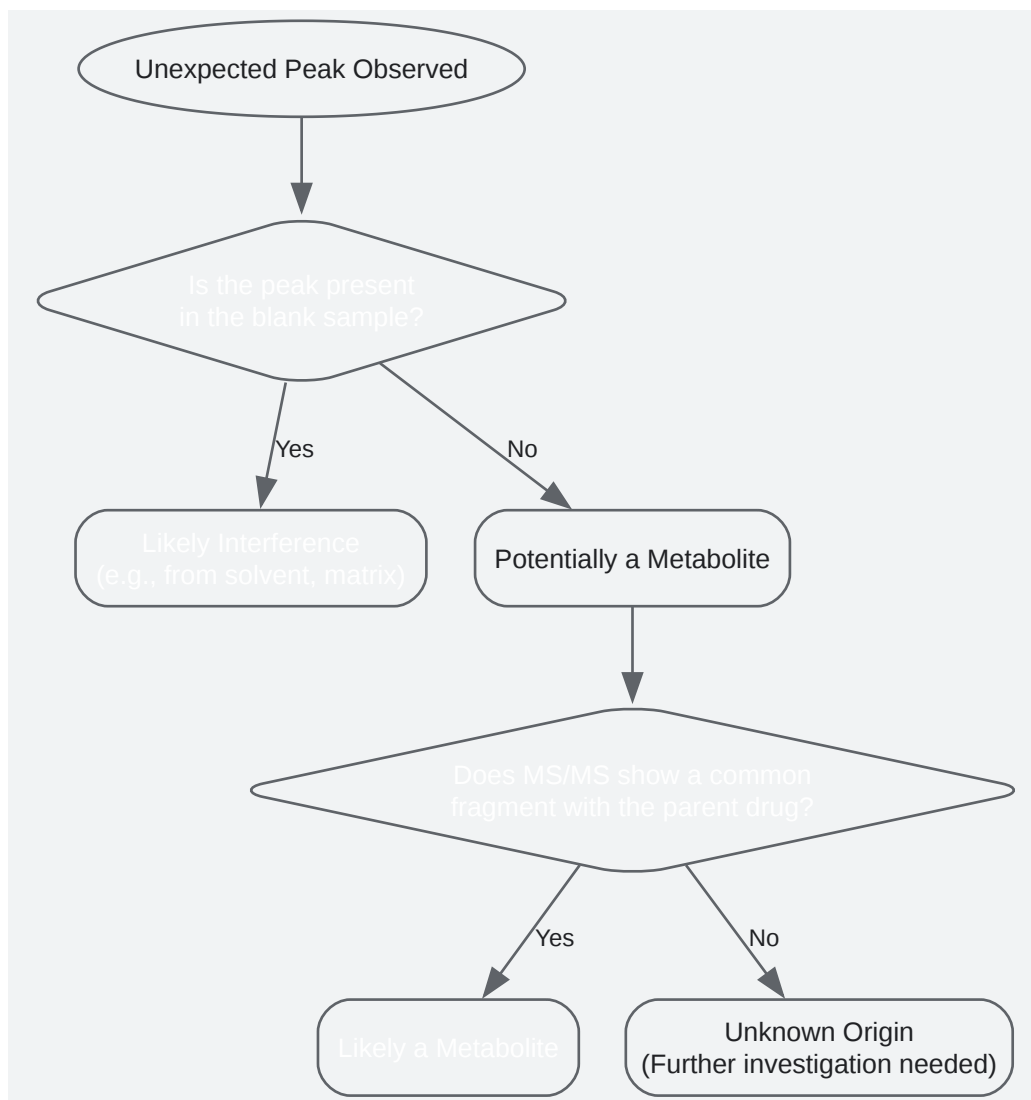 Unexpected Peak Observed
Is the peak present
in the blank sample?
Yes
No
Likely Interference
(e.g., from solvent, matrix)
Potentially a Metabolite
Does MS/MS show a common
fragment with the parent drug?
Yes
No
Likely a Metabolite
Unknown Origin
(Further investigation needed)